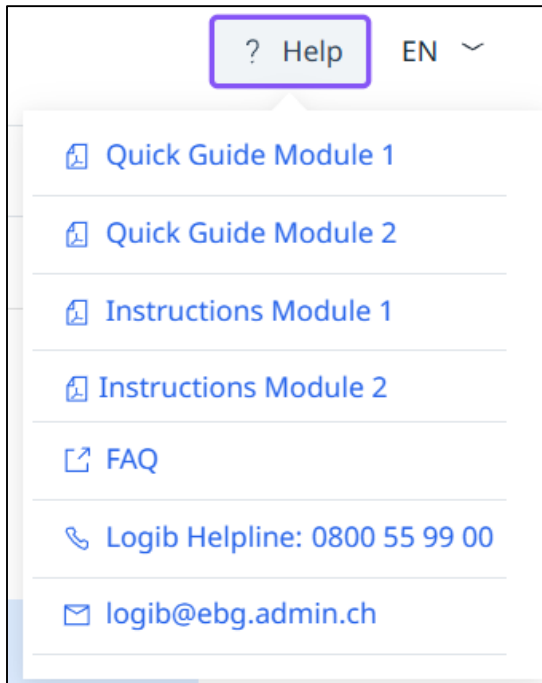 ? Help EN
Quick Guide Module 1
Quick Guide Module 2
Instructions Module 1
Instructions Module 2
FAQ
Logib Helpline: 0800 55 99 00
logib@ebg.admin.ch